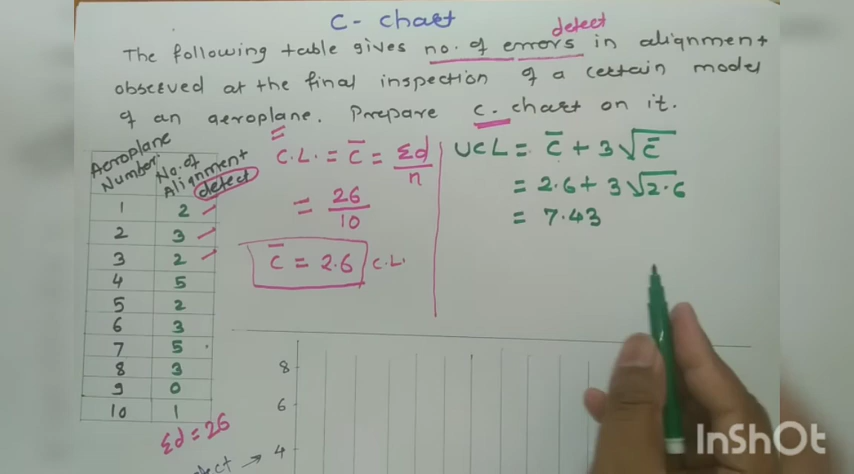 C - chart
defect
The following table gives no. of errors in alignment
observed at the final inspection of a certain model
of an aeroplane. Prepare C. chart on it.
Aeroplane Number
No. of Alignment defect
1 2
2 3
3 2
4 5
5 2
6 3
7 5
8 3
9 0
10 1
Σd = 26
C.L. = C̅ = Σd/n
= 26/10
C̅ = 2.6 C.L.
UCL = C̅ + 3√C̅
= 2.6 + 3√2.6
= 7.43
8
6
4
InShOt